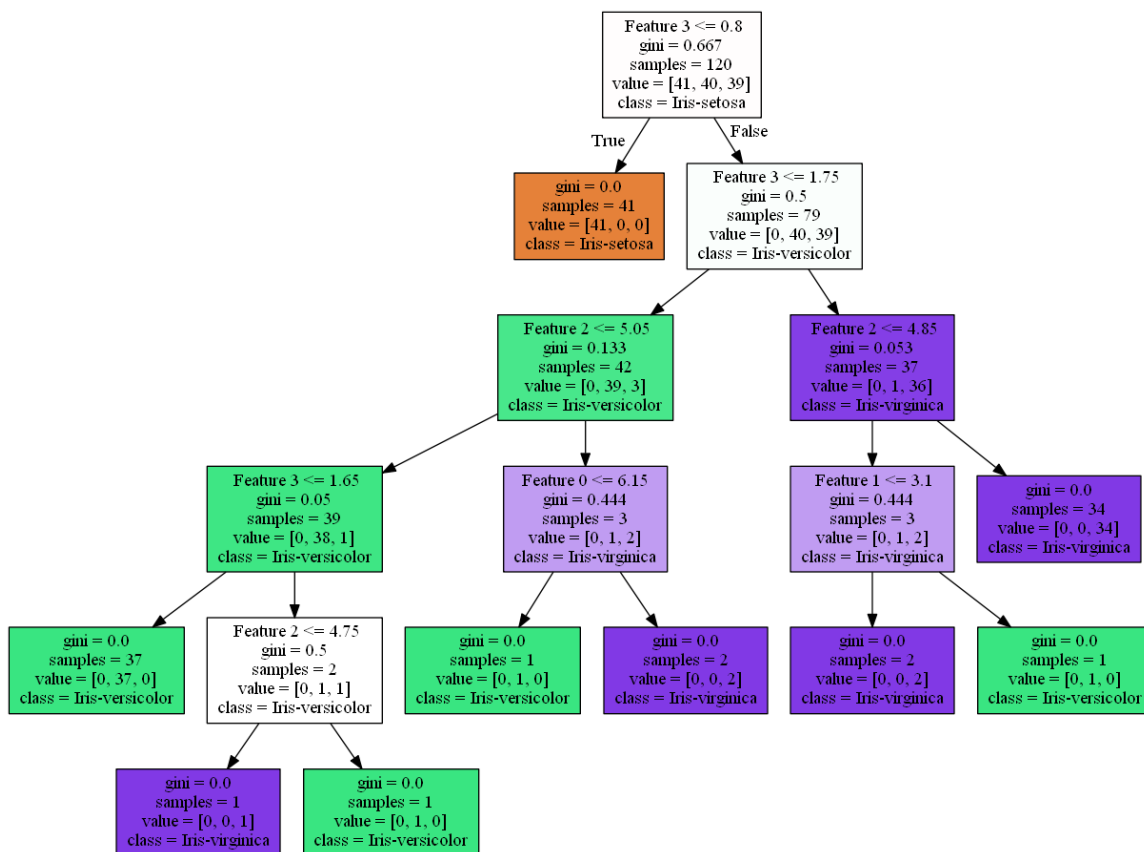 Feature 3 <= 0.8
gini = 0.667
samples = 120
value = [41, 40, 39]
class = Iris-setosa
True
False
gini = 0.0
samples = 41
value = [41, 0, 0]
class = Iris-setosa
Feature 3 <= 1.75
gini = 0.5
samples = 79
value = [0, 40, 39]
class = Iris-versicolor
Feature 2 <= 5.05
gini = 0.133
samples = 42
value = [0, 39, 3]
class = Iris-versicolor
Feature 2 <= 4.85
gini = 0.053
samples = 37
value = [0, 1, 36]
class = Iris-virginica
Feature 3 <= 1.65
gini = 0.05
samples = 39
value = [0, 38, 1]
class = Iris-versicolor
Feature 0 <= 6.15
gini = 0.444
samples = 3
value = [0, 1, 2]
class = Iris-virginica
Feature 1 <= 3.1
gini = 0.444
samples = 3
value = [0, 1, 2]
class = Iris-virginica
gini = 0.0
samples = 34
value = [0, 0, 34]
class = Iris-virginica
gini = 0.0
samples = 37
value = [0, 37, 0]
class = Iris-versicolor
Feature 2 <= 4.75
gini = 0.5
samples = 2
value = [0, 1, 1]
class = Iris-versicolor
gini = 0.0
samples = 1
value = [0, 1, 0]
class = Iris-versicolor
gini = 0.0
samples = 2
value = [0, 0, 2]
class = Iris-virginica
gini = 0.0
samples = 2
value = [0, 0, 2]
class = Iris-virginica
gini = 0.0
samples = 1
value = [0, 1, 0]
class = Iris-versicolor
gini = 0.0
samples = 1
value = [0, 0, 1]
class = Iris-virginica
gini = 0.0
samples = 1
value = [0, 1, 0]
class = Iris-versicolor